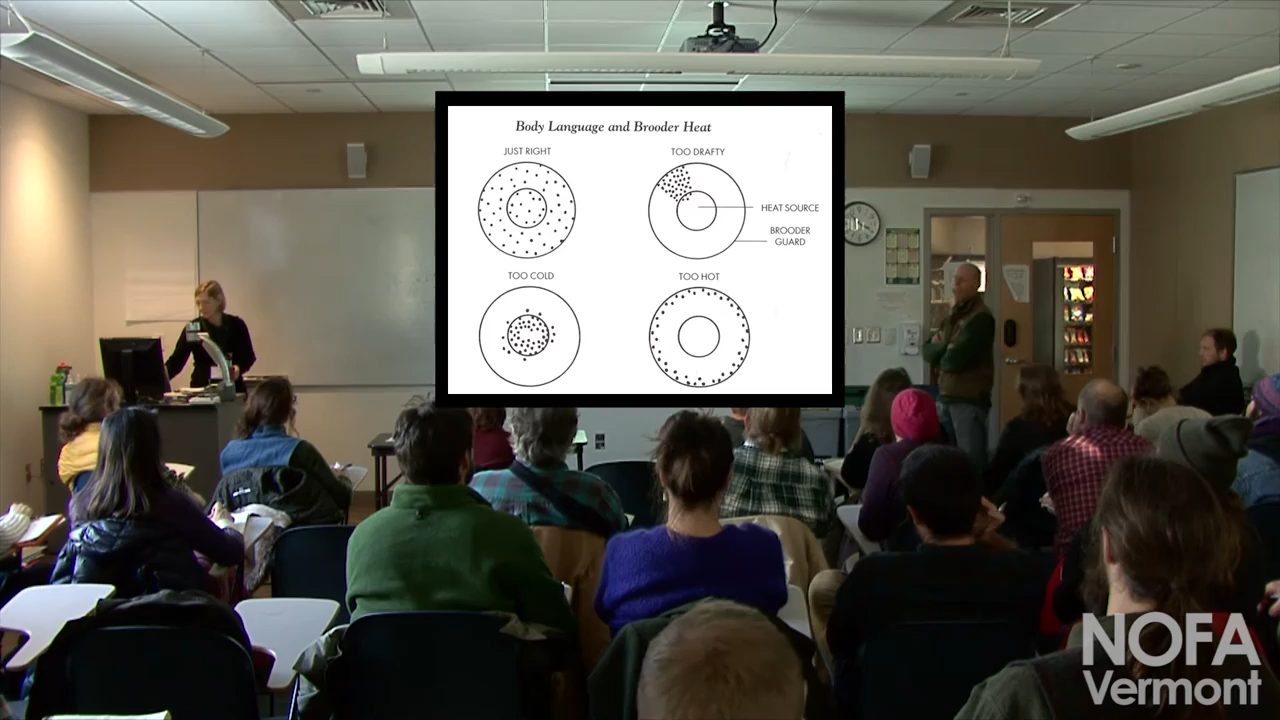 Body Language and Brooder Heat
JUST RIGHT
TOO DRAFTY
HEAT SOURCE
BROODER
GUARD
TOO COLD
TOO HOT
NOFA
Vermont